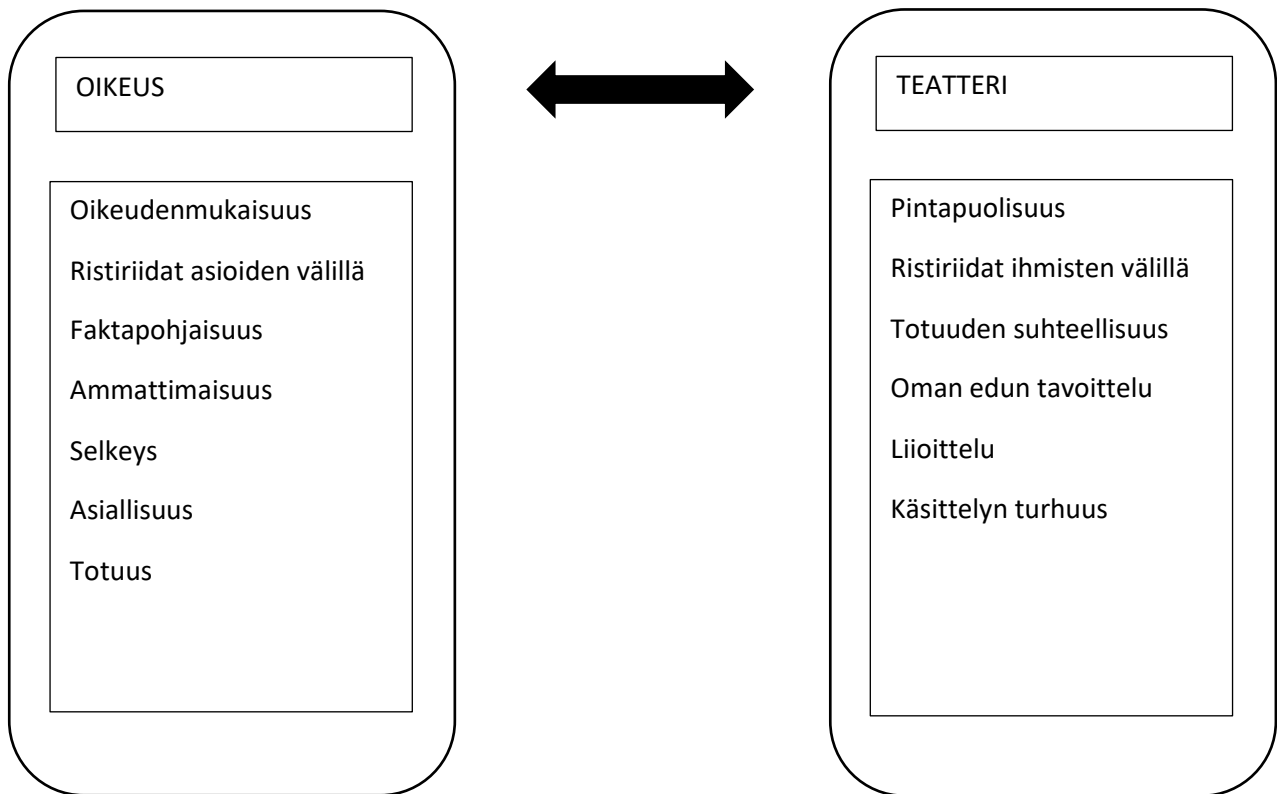 OIKEUS
Oikeudenmukaisuus
Ristiriidat asioiden välillä
Faktapohjaisuus
Ammattimaisuus
Selkeys
Asiallisuus
Totuus
TEATTERI
Pintapuolisuus
Ristiriidat ihmisten välillä
Totuuden suhteellisuus
Oman edun tavoittelu
Liioittelu
Käsittelyn turhuus